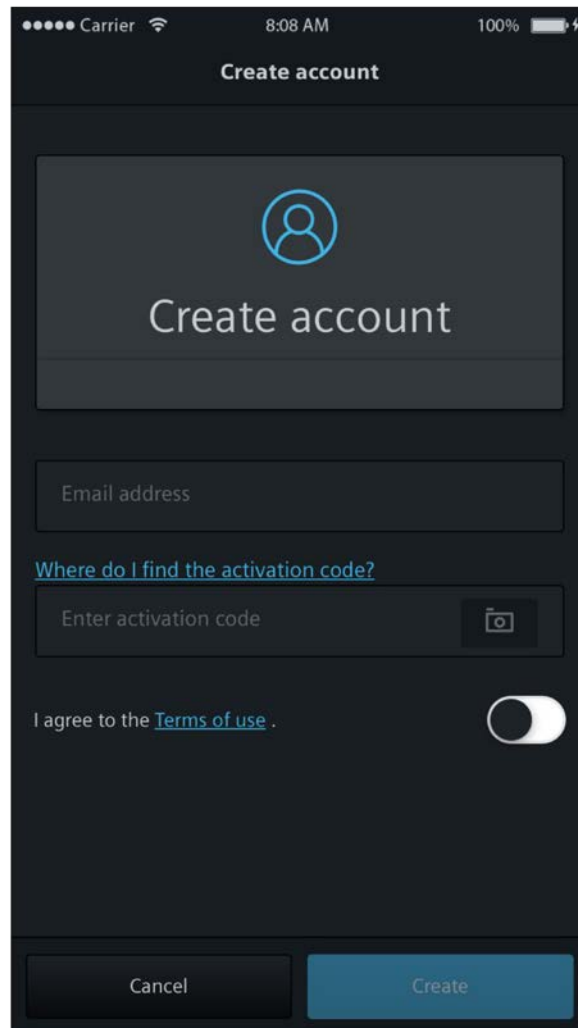 Carrier 8:08 AM 100%
Create account
Create account
Email address
Where do I find the activation code?
Enter activation code
I agree to the Terms of use .
Cancel Create